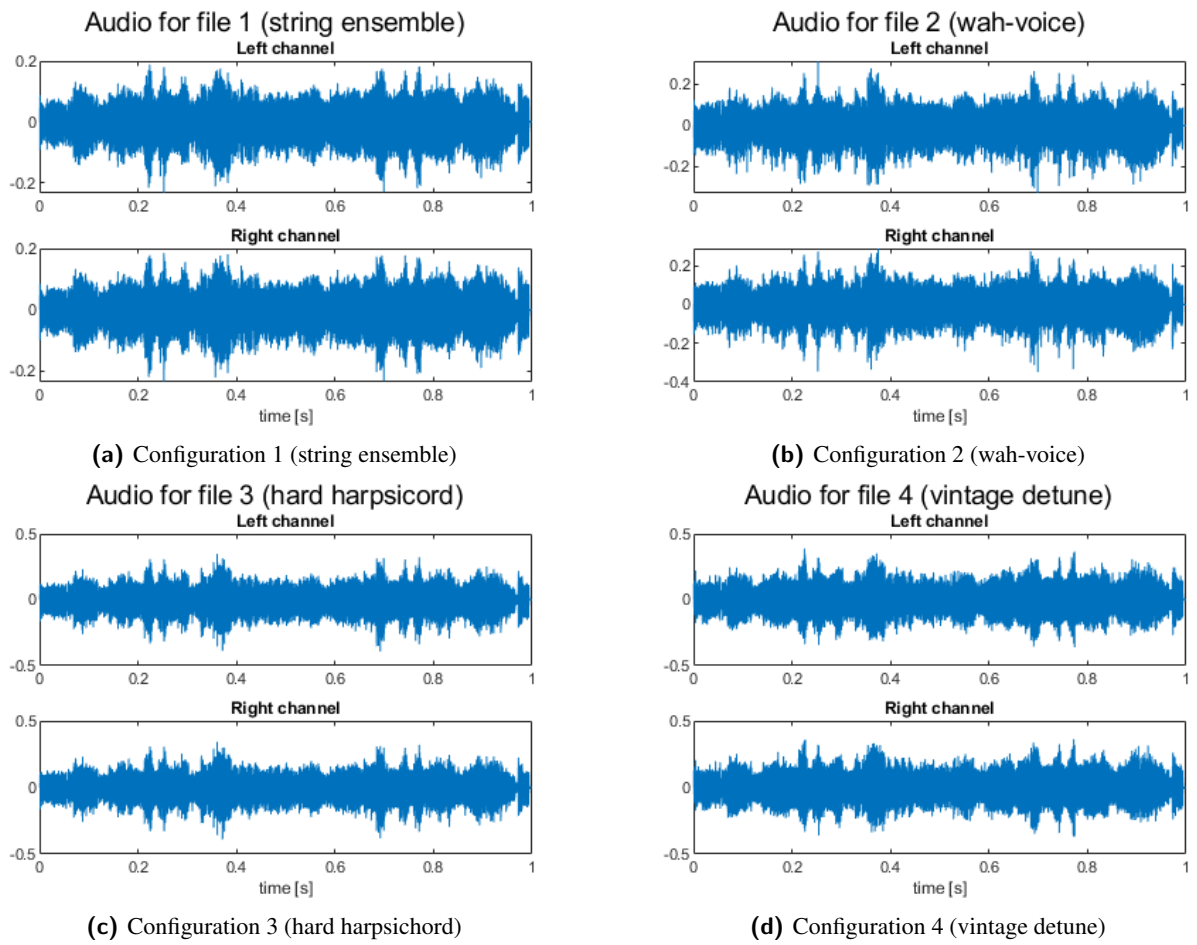 Audio for file 1 (string ensemble)
Left channel
0.2
0
-0.2
0 0.2 0.4 0.6 0.8 1
Right channel
0.2
0
-0.2
0 0.2 0.4 0.6 0.8 1
time [s]
(a) Configuration 1 (string ensemble)
Audio for file 2 (wah-voice)
Left channel
0.2
0
-0.2
0 0.2 0.4 0.6 0.8 1
Right channel
0.2
0
-0.2
-0.4
0 0.2 0.4 0.6 0.8 1
time [s]
(b) Configuration 2 (wah-voice)
Audio for file 3 (hard harpsicord)
Left channel
0.5
0
-0.5
0 0.2 0.4 0.6 0.8 1
Right channel
0.5
0
-0.5
0 0.2 0.4 0.6 0.8 1
time [s]
(c) Configuration 3 (hard harpsichord)
Audio for file 4 (vintage detune)
Left channel
0.5
0
-0.5
0 0.2 0.4 0.6 0.8 1
Right channel
0.5
0
-0.5
0 0.2 0.4 0.6 0.8 1
time [s]
(d) Configuration 4 (vintage detune)